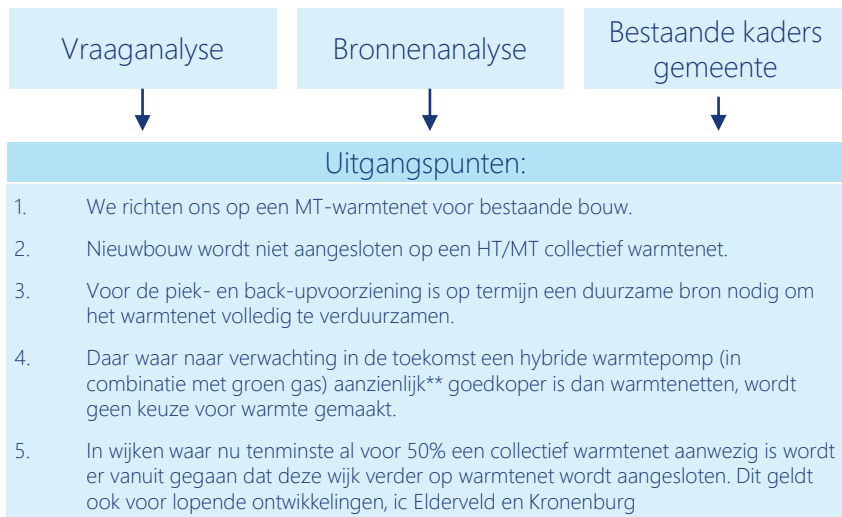 Vraaganalyse
Bronnenanalyse
Bestaande kaders
gemeente
Uitgangspunten:
1. We richten ons op een MT-warmtenet voor bestaande bouw.
2. Nieuwbouw wordt niet aangesloten op een HT/MT collectief warmtenet.
3. Voor de piek- en back-upvoorziening is op termijn een duurzame bron nodig om
het warmtenet volledig te verduurzamen.
4. Daar waar naar verwachting in de toekomst een hybride warmtepomp (in
combinatie met groen gas) aanzienlijk** goedkoper is dan warmtenetten, wordt
geen keuze voor warmte gemaakt.
5. In wijken waar nu tenminste al voor 50% een collectief warmtenet aanwezig is wordt
er vanuit gegaan dat deze wijk verder op warmtenet wordt aangesloten. Dit geldt
ook voor lopende ontwikkelingen, ic Elderveld en Kronenburg